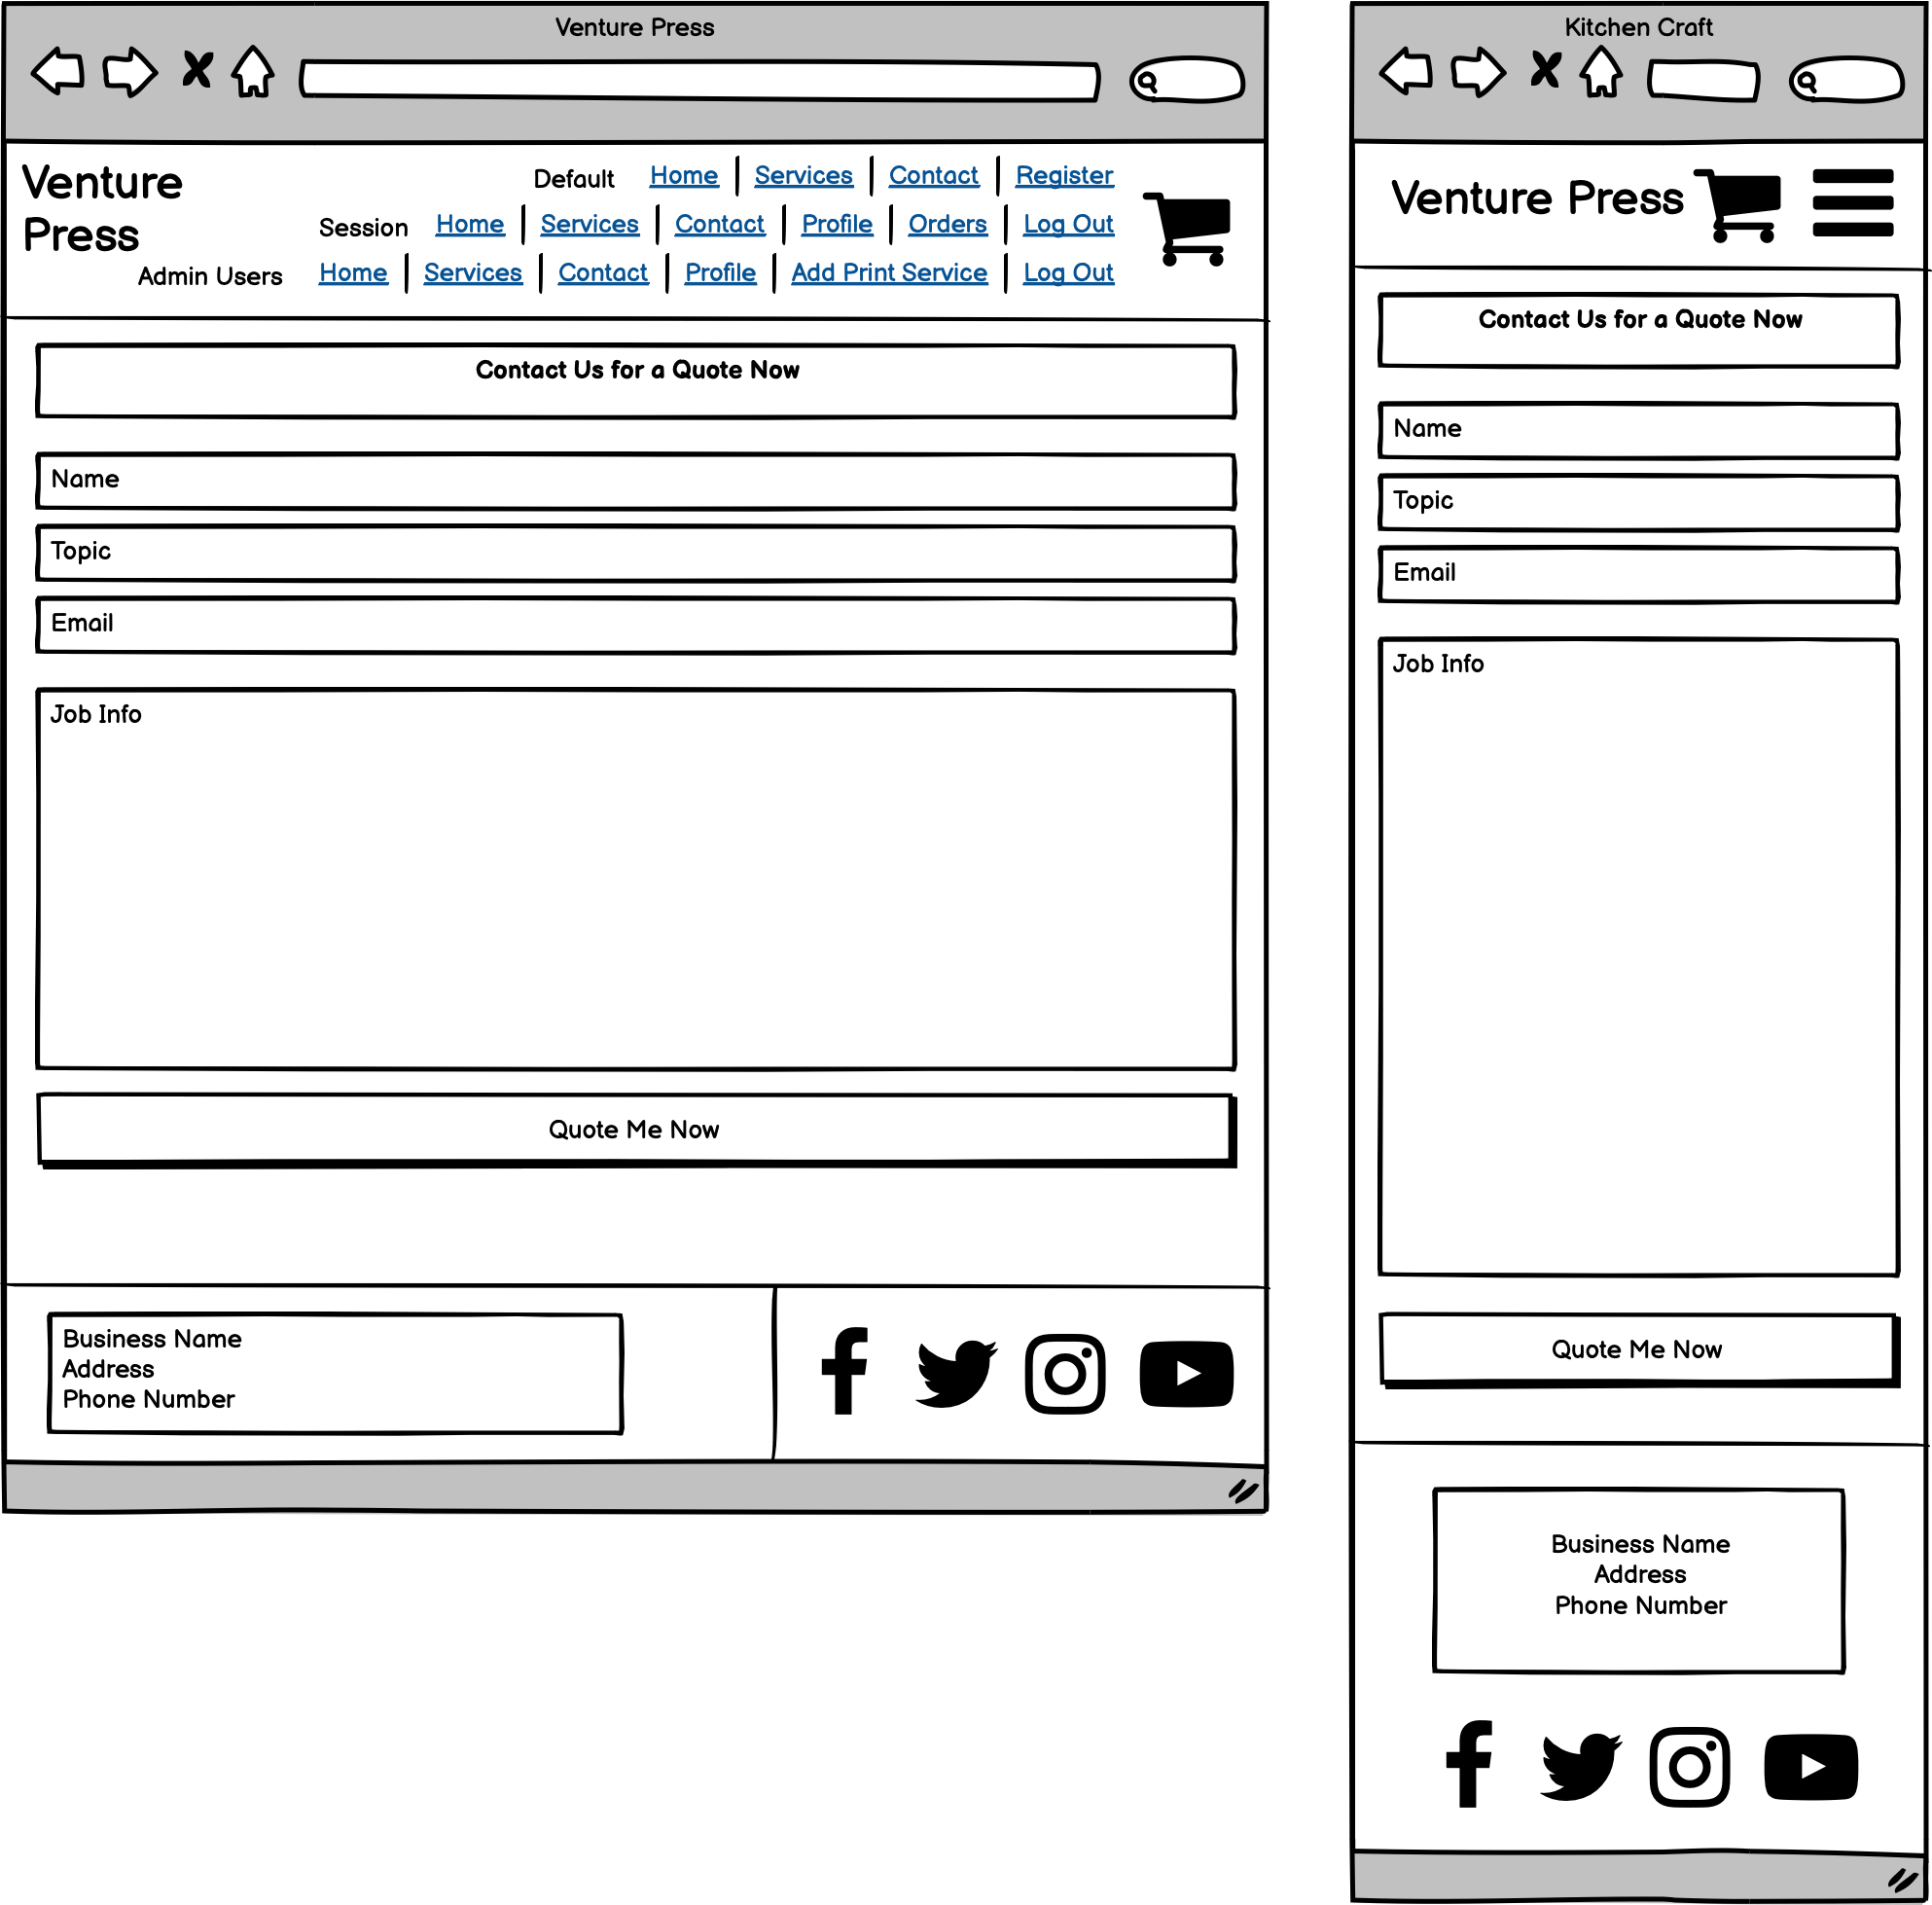 Venture Press
Venture
Press
Default Home Services Contact Register
Session Home Services Contact Profile Orders Log Out
Admin Users Home Services Contact Profile Add Print Service Log Out
Contact Us for a Quote Now
Name
Topic
Email
Job Info
Quote Me Now
Business Name
Address
Phone Number
Kitchen Craft
Venture Press
Contact Us for a Quote Now
Name
Topic
Email
Job Info
Quote Me Now
Business Name
Address
Phone Number